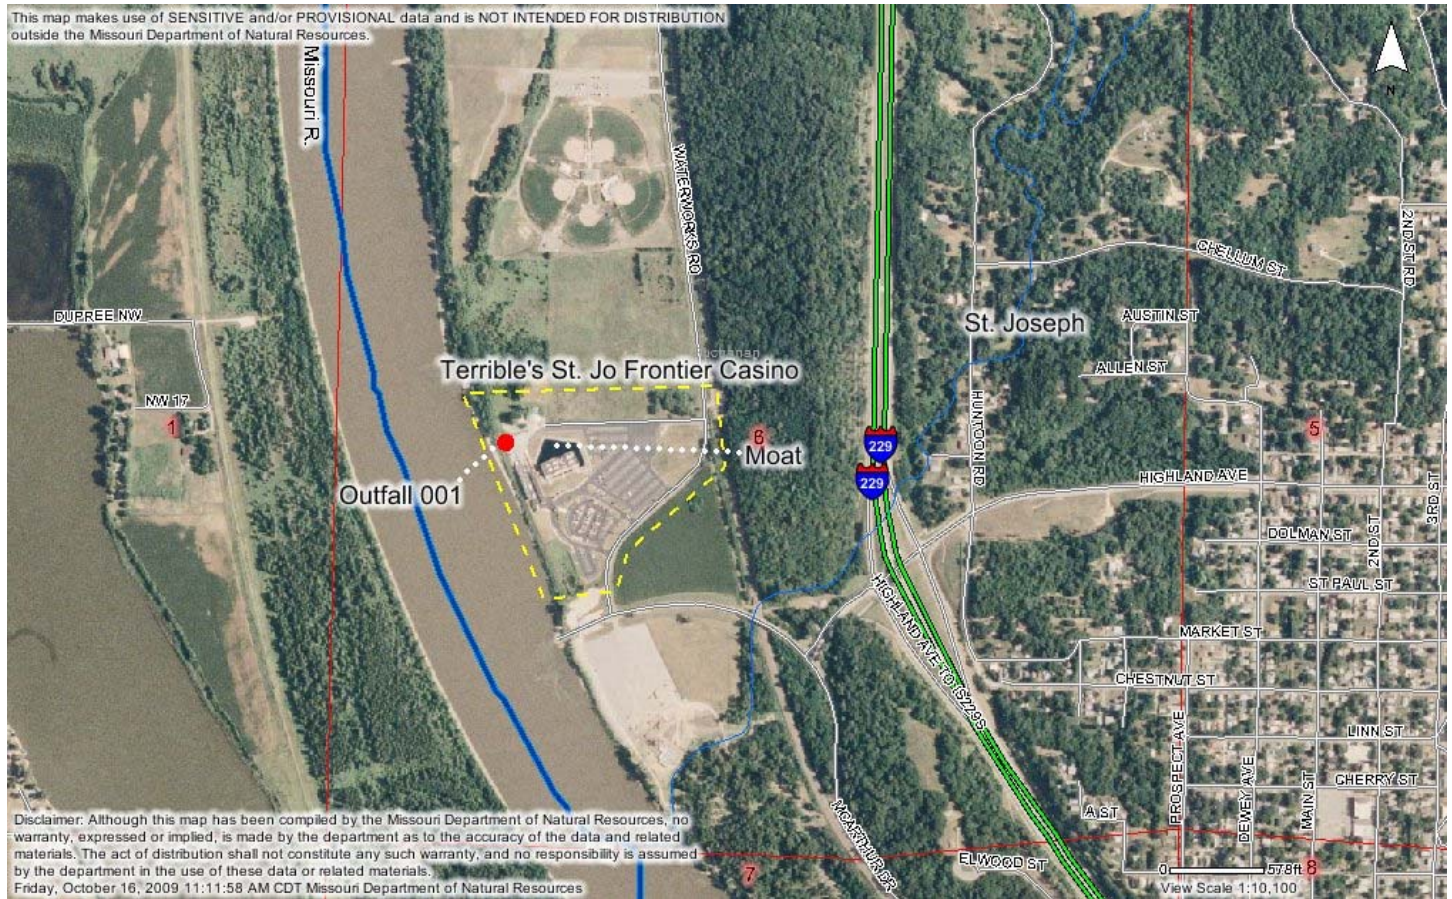 This map makes use of SENSITIVE and/or PROVISIONAL data and is NOT INTENDED FOR DISTRIBUTION
outside the Missouri Department of Natural Resources.
Missouri R.
N
WATERWORKS RD
2ND ST RD
CHELLUM ST
DUPREE NW
AUSTIN ST
St. Joseph
Buchanan
Terrible's St. Jo Frontier Casino
ALLEN ST
NW 17
1
6
5
229
HUNTOON RD
Moat
229
HIGHLAND AVE
Outfall 001
3RD ST
DOLMAN ST
2ND ST
ST PAUL ST
HIGHLAND AVE TO IS229S
MARKET ST
CHESTNUT ST
PROSPECT AVE
LINN ST
DEWEY AVE
MAIN ST
CHERRY ST
A ST
MCARTHUR DR
ELWOOD ST
7
8
0
578ft
View Scale 1:10,100
Disclaimer: Although this map has been compiled by the Missouri Department of Natural Resources, no
warranty, expressed or implied, is made by the department as to the accuracy of the data and related
materials. The act of distribution shall not constitute any such warranty, and no responsibility is assumed
by the department in the use of these data or related materials.
Friday, October 16, 2009 11:11:58 AM CDT Missouri Department of Natural Resources